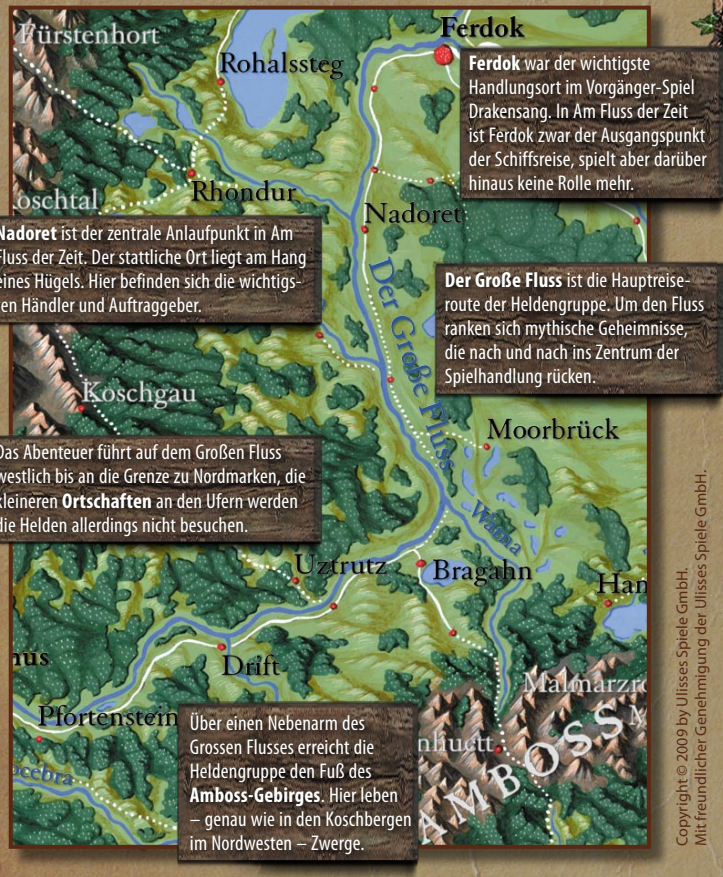 Ferdok
Fürstenhort
Rohalssteg
Ferdok war der wichtigste
Handlungsort im Vorgänger-Spiel
Drakensang. In Am Fluss der Zeit
ist Ferdok zwar der Ausgangspunkt
der Schiffsreise, spielt aber darüber
hinaus keine Rolle mehr.
oschtal
Rhondur
Nadoret
Nadoret ist der zentrale Anlaufpunkt in Am
Fluss der Zeit. Der stattliche Ort liegt am Hang
eines Hügels. Hier befinden sich die wichtigs-
ten Händler und Auftraggeber.
Der Große Fluss
Der Große Fluss ist die Hauptreise-
route der Heldengruppe. Um den Fluss
ranken sich mythische Geheimnisse,
die nach und nach ins Zentrum der
Spielhandlung rücken.
Koschgau
Moorbrück
Das Abenteuer führt auf dem Großen Fluss
westlich bis an die Grenze zu Nordmarken, die
kleineren Ortschaften an den Ufern werden
die Helden allerdings nicht besuchen.
Warna
Uztrutz
Bragahn
Han
nus
Drift
Malmarzro
Pfortenstein
Über einen Nebenarm des
Grossen Flusses erreicht die
Heldengruppe den Fuß des
Amboss-Gebirges. Hier leben
– genau wie in den Koschbergen
im Nordwesten – Zwerge.
nhuett
AMBOSS
M
ocebra
Copyright © 2009 by Ulisses Spiele GmbH.
Mit freundlicher Genehmigung der Ulisses Spiele GmbH.